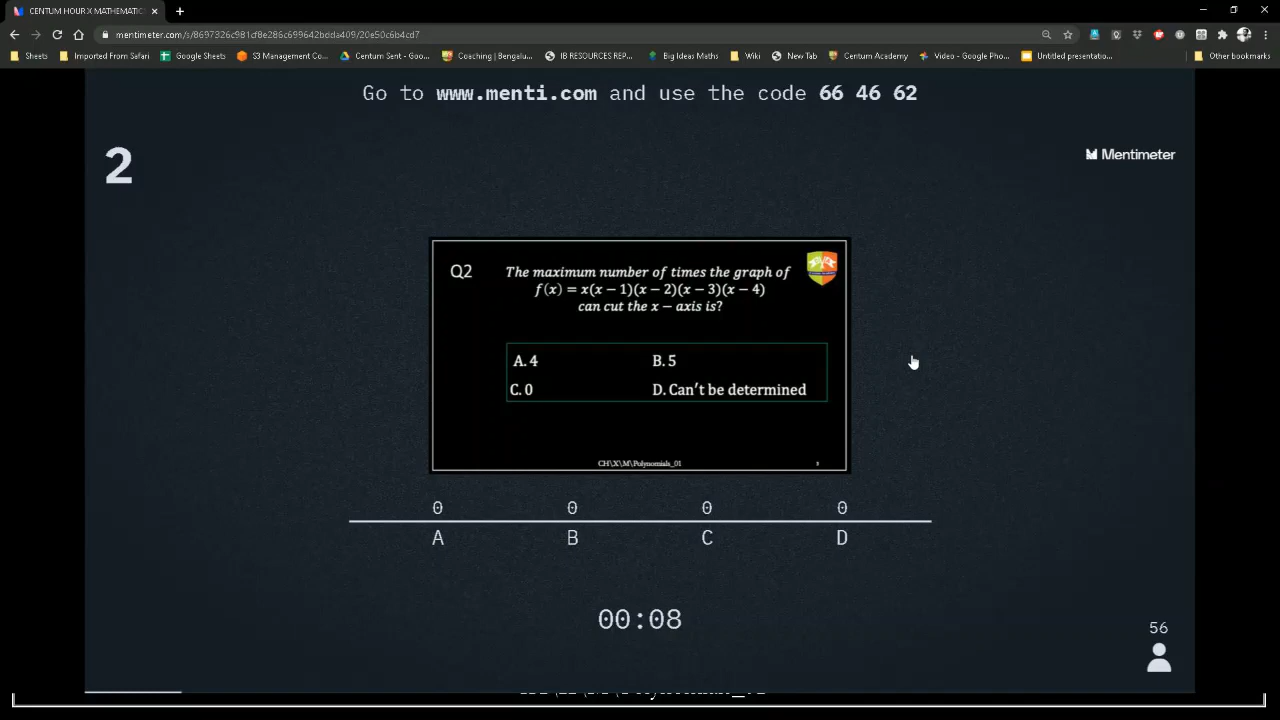 CENTUM HOUR X MATHEMATIC
mentimeter.com/s/8697326c981cf8e286c699642bdda409/20e50c6b4cd7
Sheets
Imported From Safari
Google Sheets
S3 Management Co...
Centum Sent - Goo...
Coaching | Bengalu...
IB RESOURCES REP...
Big Ideas Maths
Wiki
New Tab
Centum Academy
Video - Google Pho...
Untitled presentatio...
Other bookmarks
Go to www.menti.com and use the code 66 46 62
2
Mentimeter
Q2 The maximum number of times the graph of
f(x) = x(x − 1)(x − 2)(x − 3)(x − 4)
can cut the x − axis is?
A. 4 B. 5
C. 0 D. Can't be determined
CH\X\M\Polynomials_01
0 0 0 0
A B C D
00:08
56